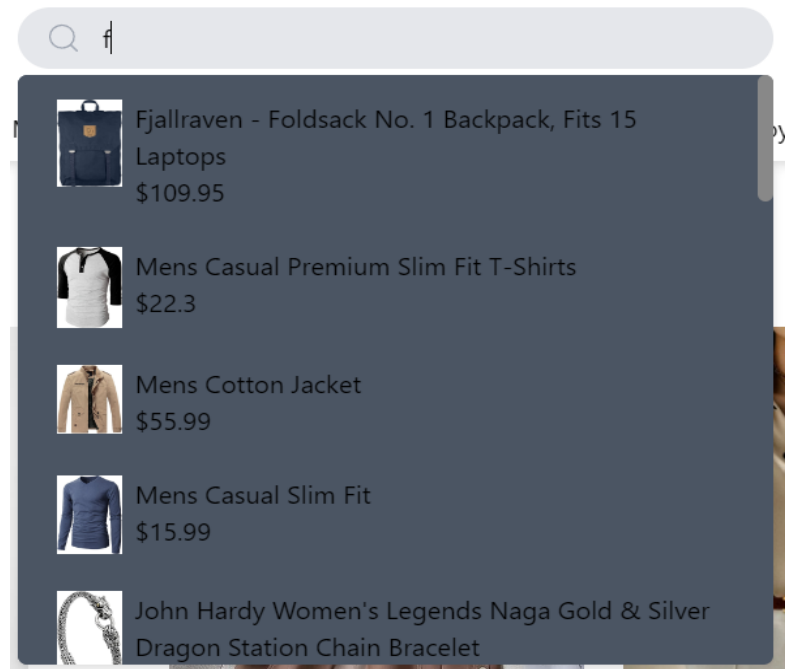 f
Fjallraven - Foldsack No. 1 Backpack, Fits 15
Laptops
$109.95
Mens Casual Premium Slim Fit T-Shirts
$22.3
Mens Cotton Jacket
$55.99
Mens Casual Slim Fit
$15.99
John Hardy Women's Legends Naga Gold & Silver
Dragon Station Chain Bracelet